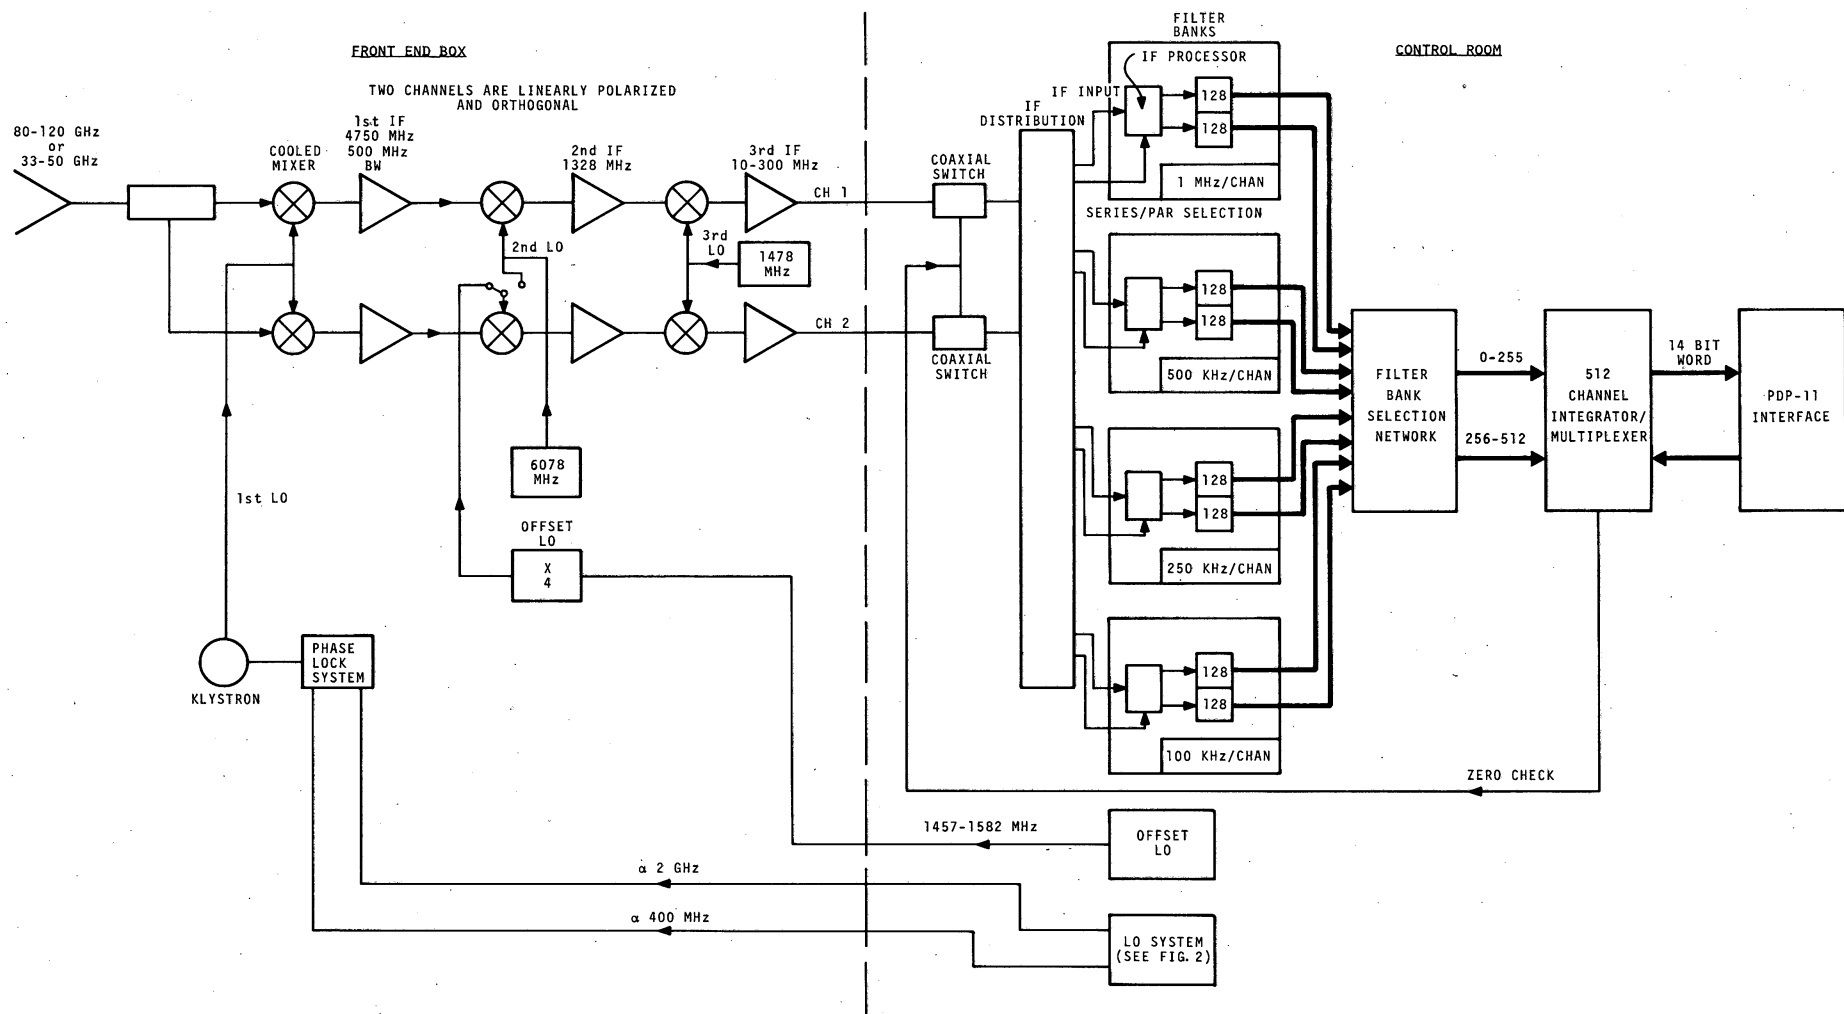 FRONT END BOX
TWO CHANNELS ARE LINEARLY POLARIZED
AND ORTHOGONAL
80-120 GHz
or
33-50 GHz
COOLED
MIXER
1st IF
4750 MHz
500 MHz
BW
2nd IF
1328 MHz
3rd IF
10-300 MHz
CH 1
2nd LO
3rd
LO
1478
MHz
CH 2
6078
MHz
1st LO
OFFSET
LO
X
4
PHASE
LOCK
SYSTEM
KLYSTRON
CONTROL ROOM
COAXIAL
SWITCH
COAXIAL
SWITCH
IF
DISTRIBUTION
IF INPUT
FILTER
BANKS
IF PROCESSOR
128
128
1 MHz/CHAN
SERIES/PAR SELECTION
128
128
500 KHz/CHAN
128
128
250 KHz/CHAN
128
128
100 KHz/CHAN
FILTER
BANK
SELECTION
NETWORK
0-255
256-512
512
CHANNEL
INTEGRATOR/
MULTIPLEXER
14 BIT
WORD
PDP-11
INTERFACE
ZERO CHECK
1457-1582 MHz
OFFSET
LO
α 2 GHz
α 400 MHz
LO SYSTEM
(SEE FIG. 2)